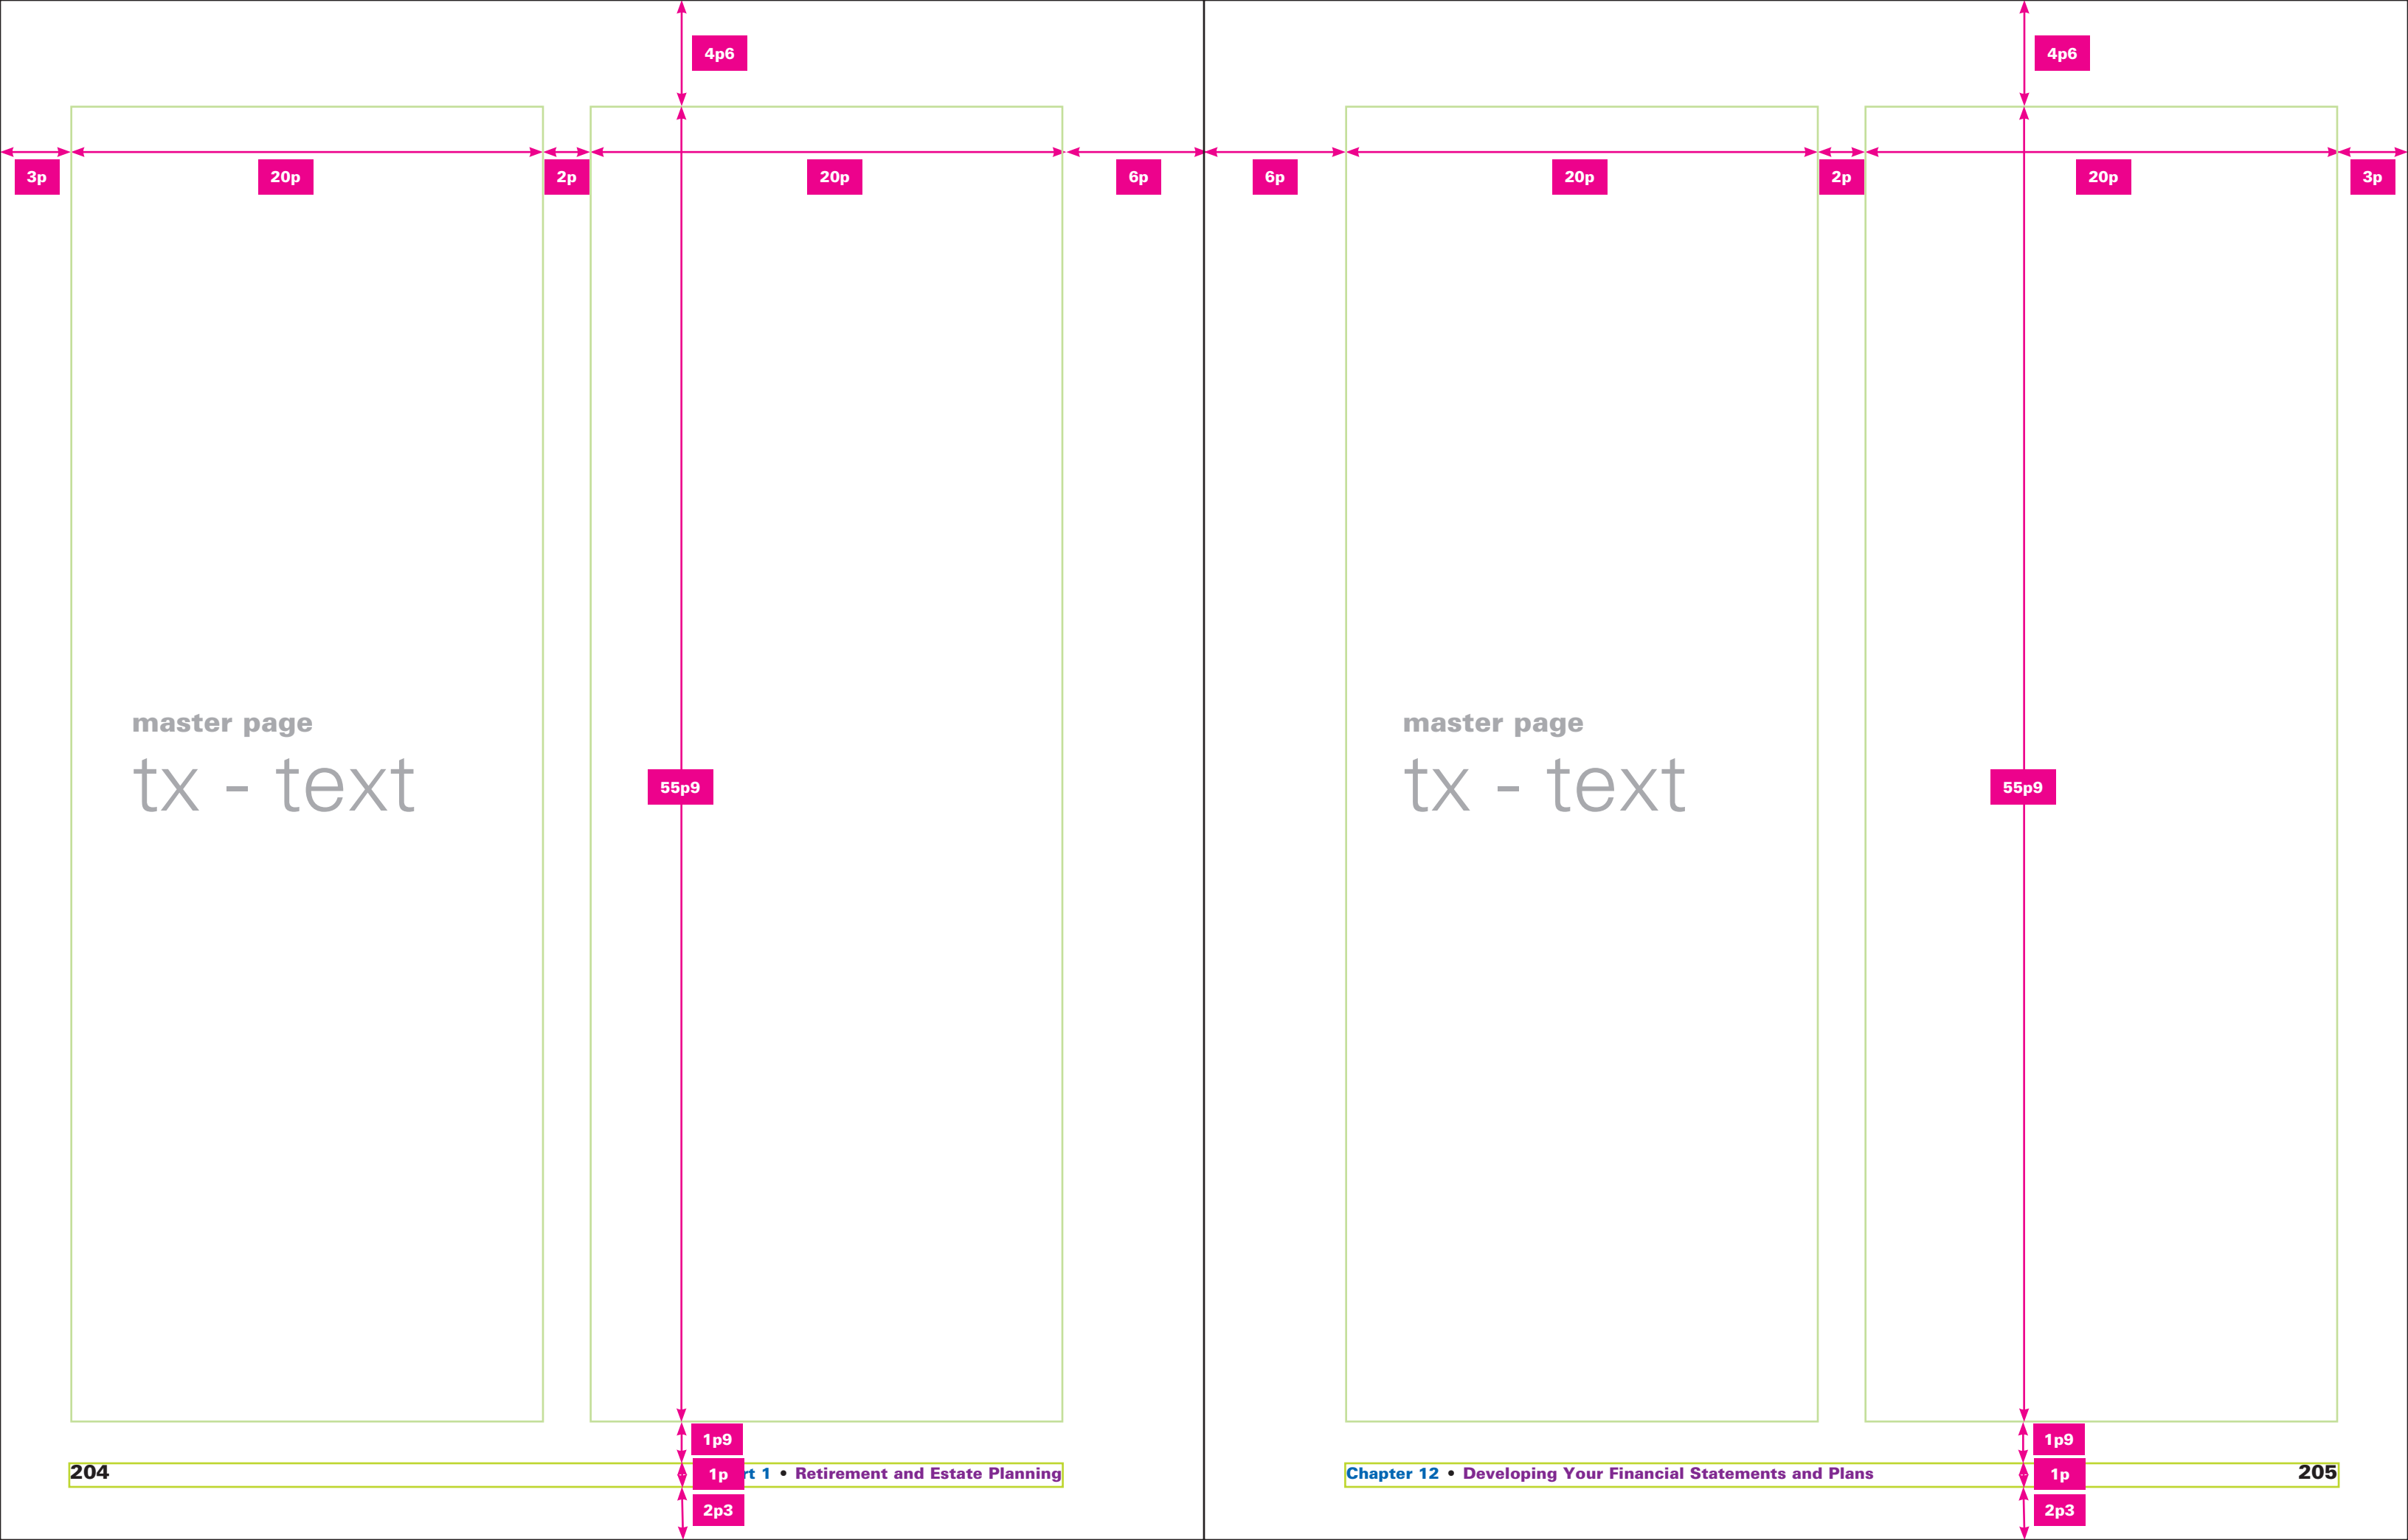 4p6
3p
20p
2p
20p
6p
master page
tx - text
55p9
1p9
204
1p
rt 1 • Retirement and Estate Planning
2p3
4p6
6p
20p
2p
20p
3p
master page
tx - text
55p9
1p9
Chapter 12 • Developing Your Financial Statements and Plans
1p
205
2p3